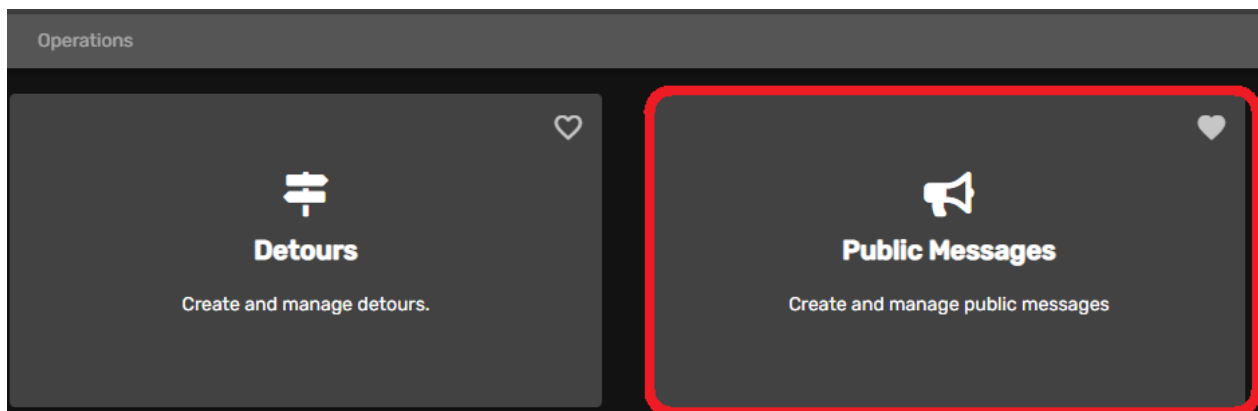 Operations
Detours
Create and manage detours.
Public Messages
Create and manage public messages